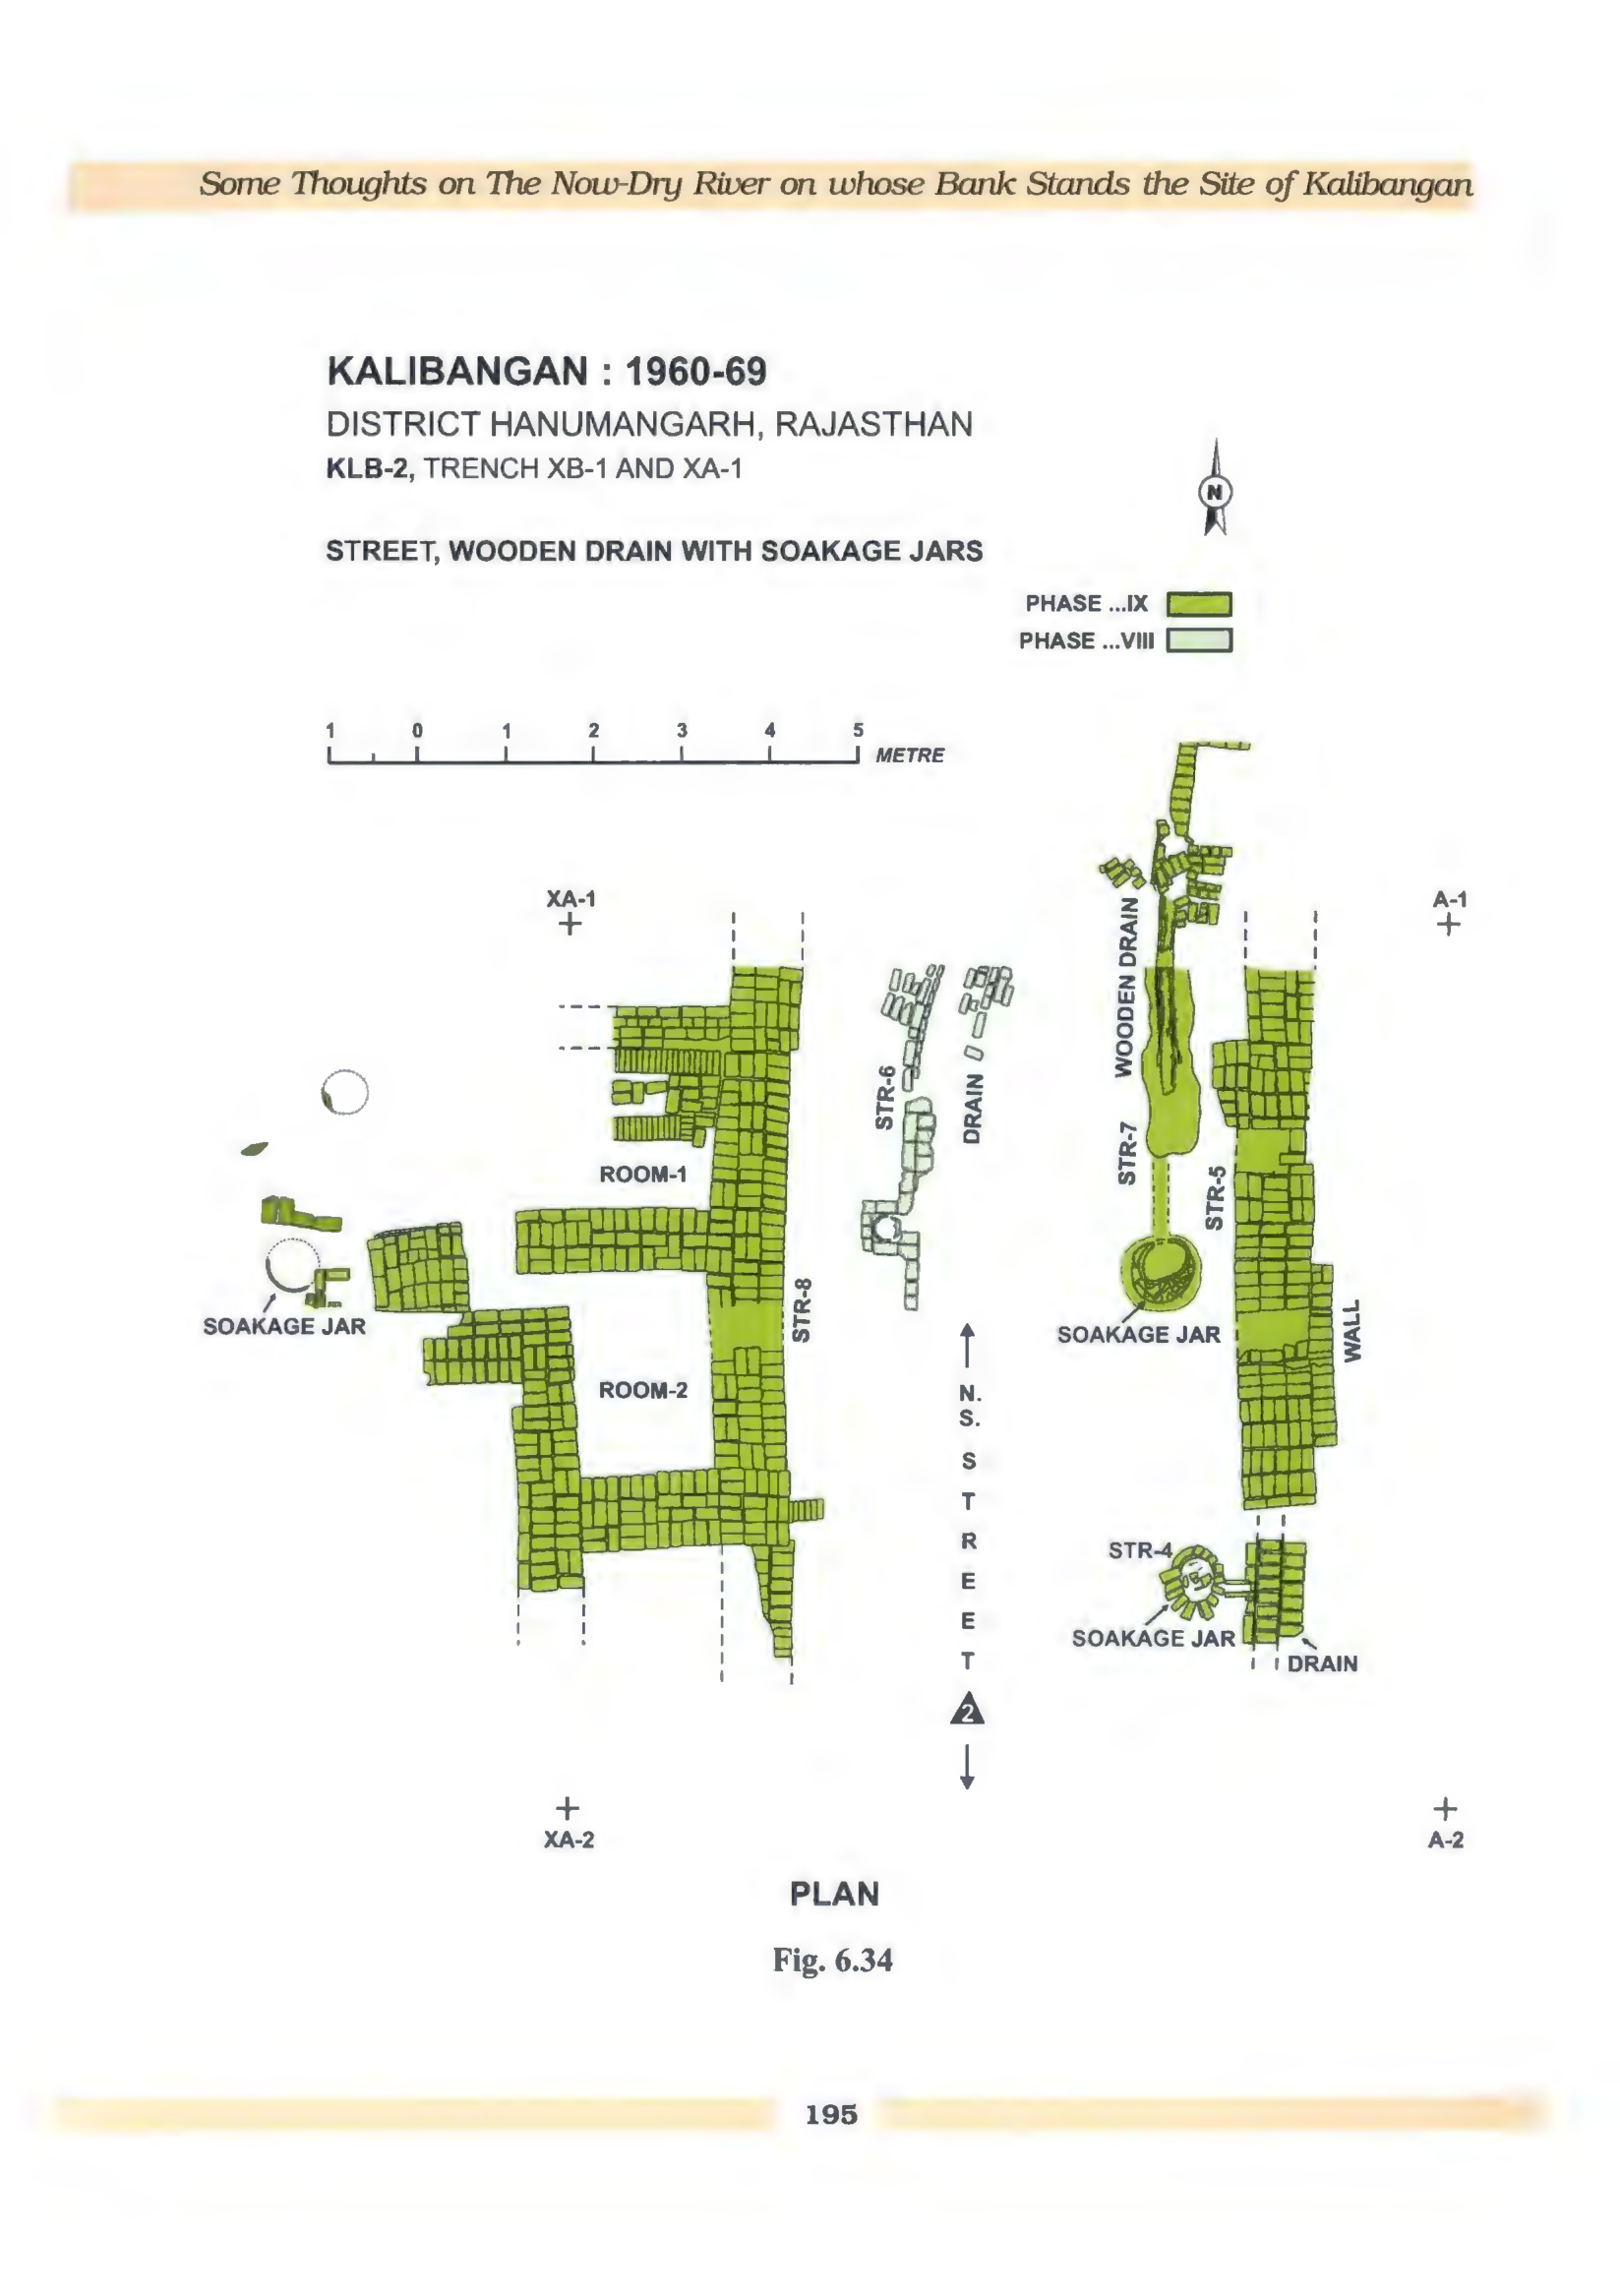 Some Thoughts on The Now-Dry River on whose Bank Stands the Site of Kalibangan
KALIBANGAN : 1960-69
DISTRICT HANUMANGARH, RAJASTHAN
KLB-2, TRENCH XB-1 AND XA-1
N
STREET, WOODEN DRAIN WITH SOAKAGE JARS
PHASE ...IX
PHASE ...VIII
1 0 1 2 3 4 5
METRE
XA-1
A-1
WOODEN DRAIN
STR-6
DRAIN
STR-7
STR-5
ROOM-1
STR-8
SOAKAGE JAR
SOAKAGE JAR
WALL
ROOM-2
N.
S.
S
T
R
E
E
T
2
STR-4
SOAKAGE JAR
DRAIN
XA-2
A-2
PLAN
Fig. 6.34
195